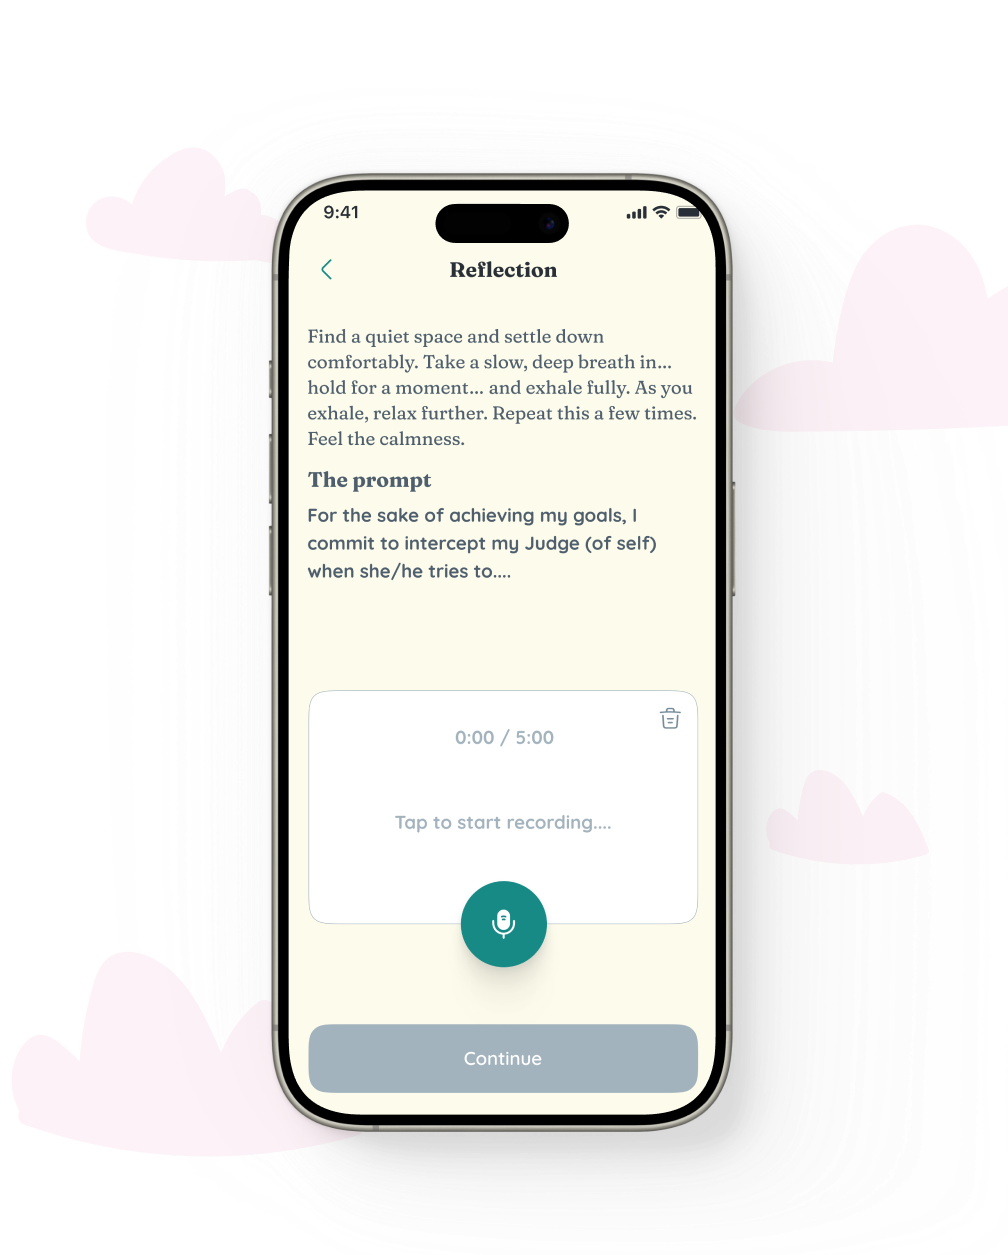 9:41
Reflection
Find a quiet space and settle down
comfortably. Take a slow, deep breath in...
hold for a moment... and exhale fully. As you
exhale, relax further. Repeat this a few times.
Feel the calmness.
The prompt
For the sake of achieving my goals, I
commit to intercept my Judge (of self)
when she/he tries to....
0:00 / 5:00
Tap to start recording....
Continue